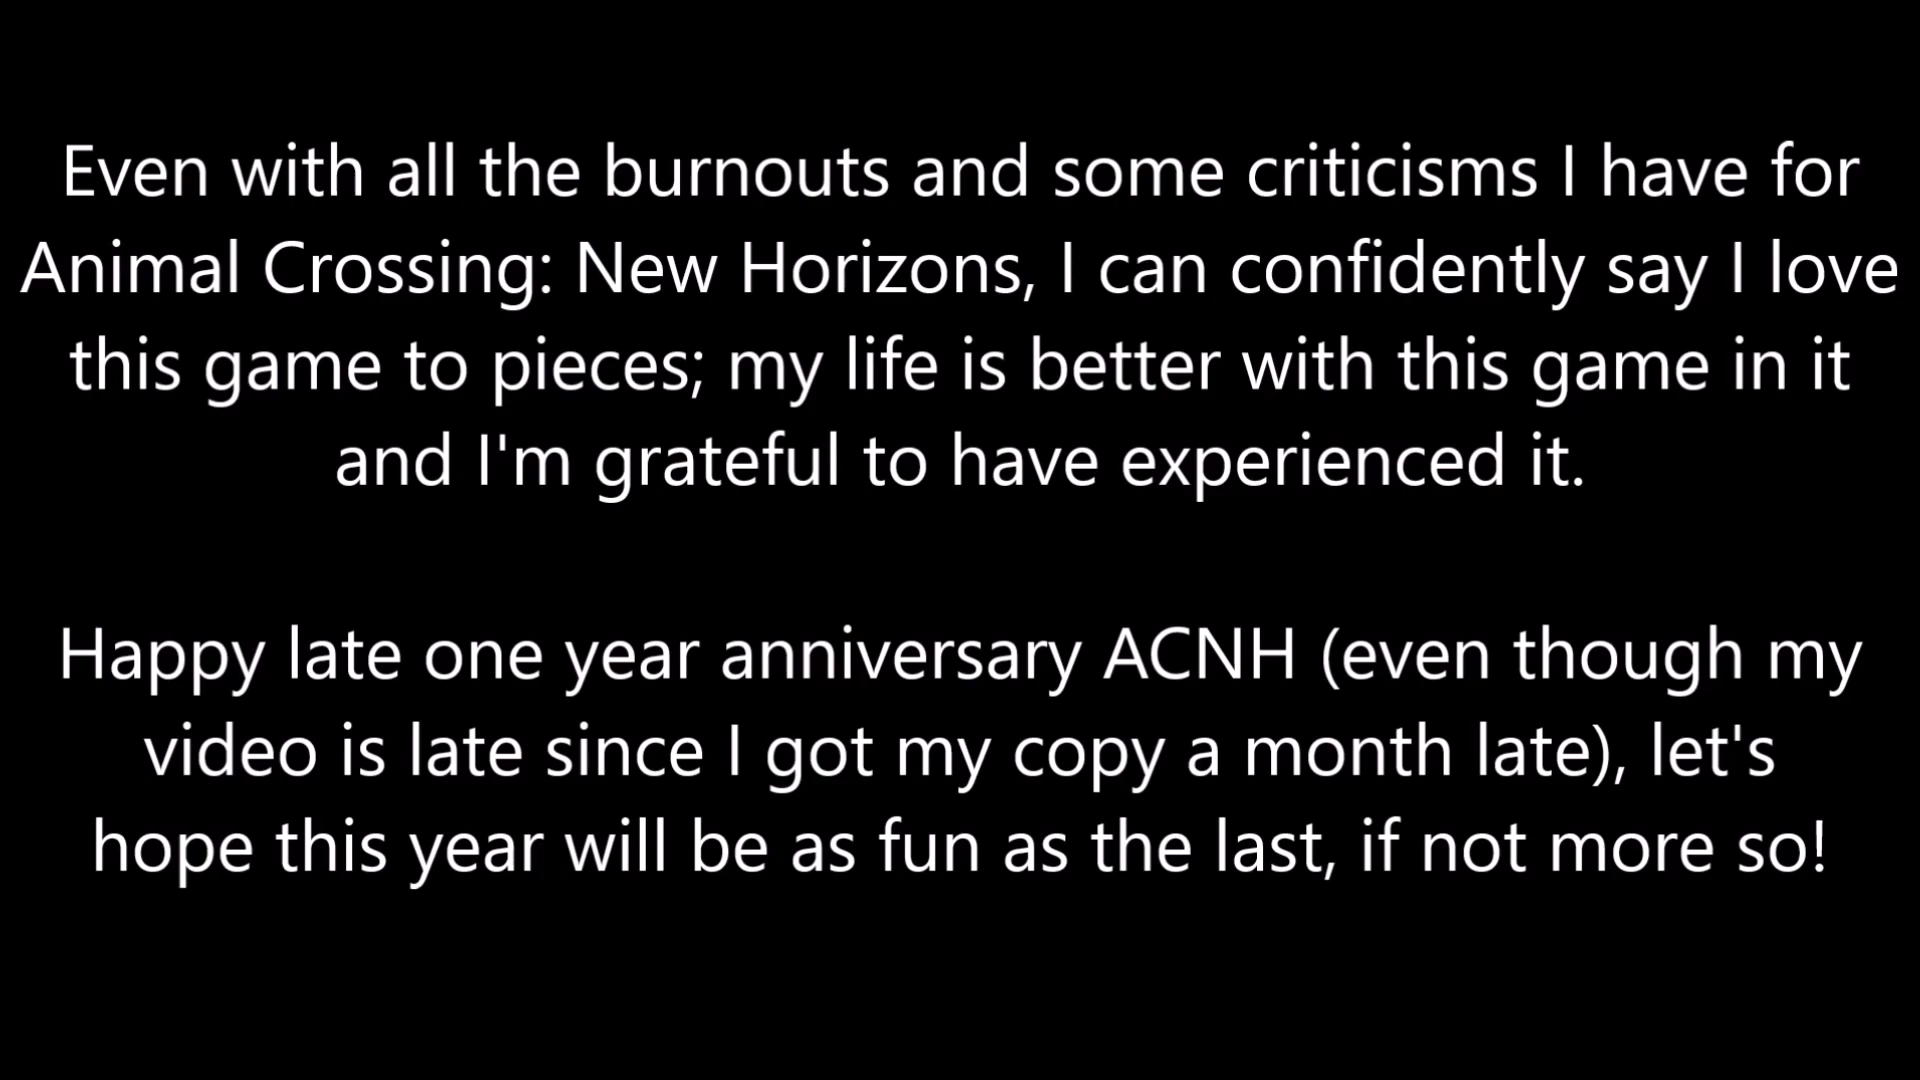 Even with all the burnouts and some criticisms I have for
Animal Crossing: New Horizons, I can confidently say I love
this game to pieces; my life is better with this game in it
and I'm grateful to have experienced it.
Happy late one year anniversary ACNH (even though my
video is late since I got my copy a month late), let's
hope this year will be as fun as the last, if not more so!